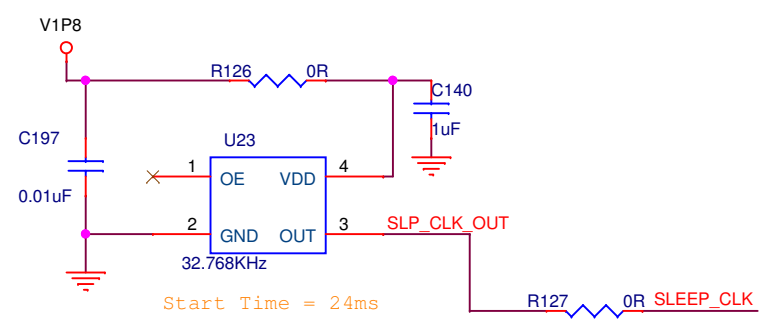 V1P8
R126 0R
C140
1uF
C197
0.01uF
U23
1 OE VDD 4
2 GND OUT 3
SLP_CLK_OUT
32.768KHz
Start Time = 24ms
R127 0R SLEEP_CLK